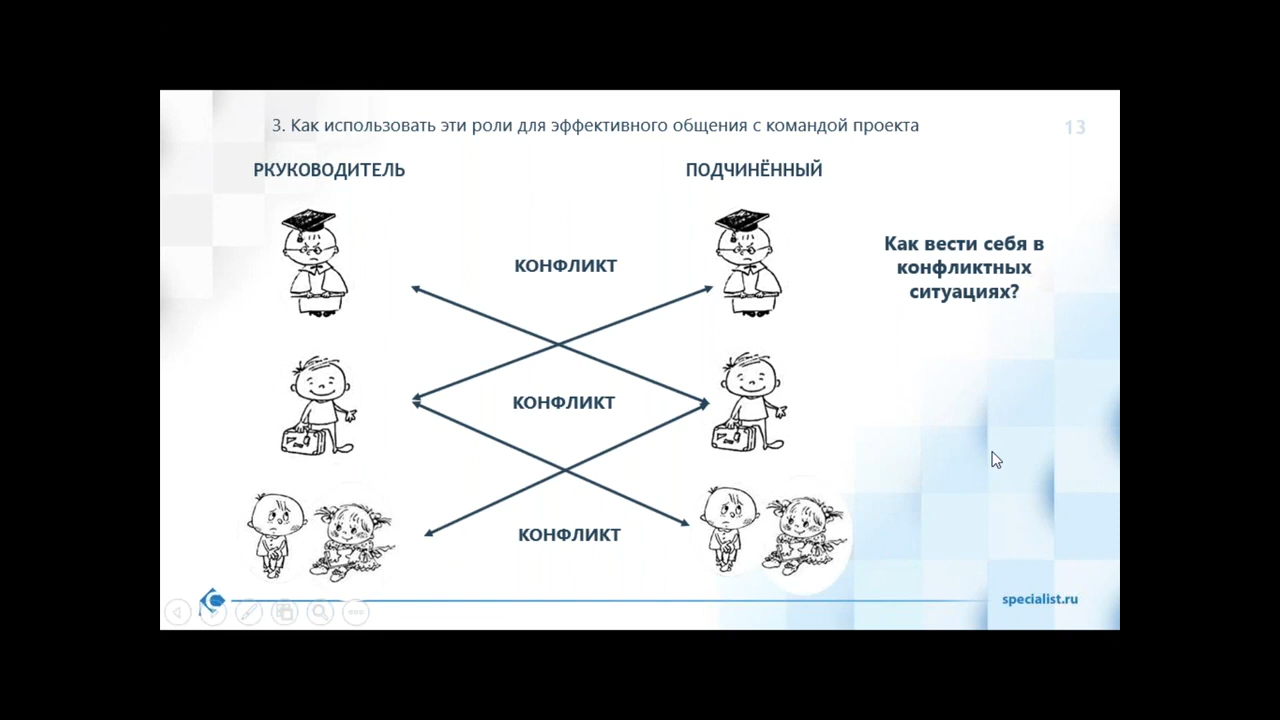 3. Как использовать эти роли для эффективного общения с командой проекта
13
РКУКОВОДИТЕЛЬ
ПОДЧИНЁННЫЙ
КОНФЛИКТ
Как вести себя в
конфликтных
ситуациях?
КОНФЛИКТ
КОНФЛИКТ
specialist.ru